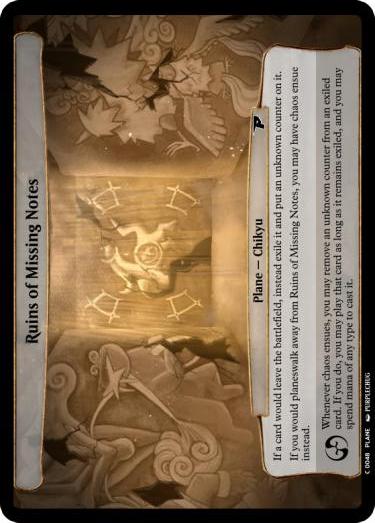 Ruins of Missing Notes
Plane – Chikyu
P
If a card would leave the battlefield, instead exile it and put an unknown counter on it.
If you would planeswalk away from Ruins of Missing Notes, you may have chaos ensue
instead.
Whenever chaos ensues, you may remove an unknown counter from an exiled
card. If you do, you may play that card as long as it remains exiled, and you may
spend mana of any type to cast it.
C 0048 PLANE PURPLECHUG